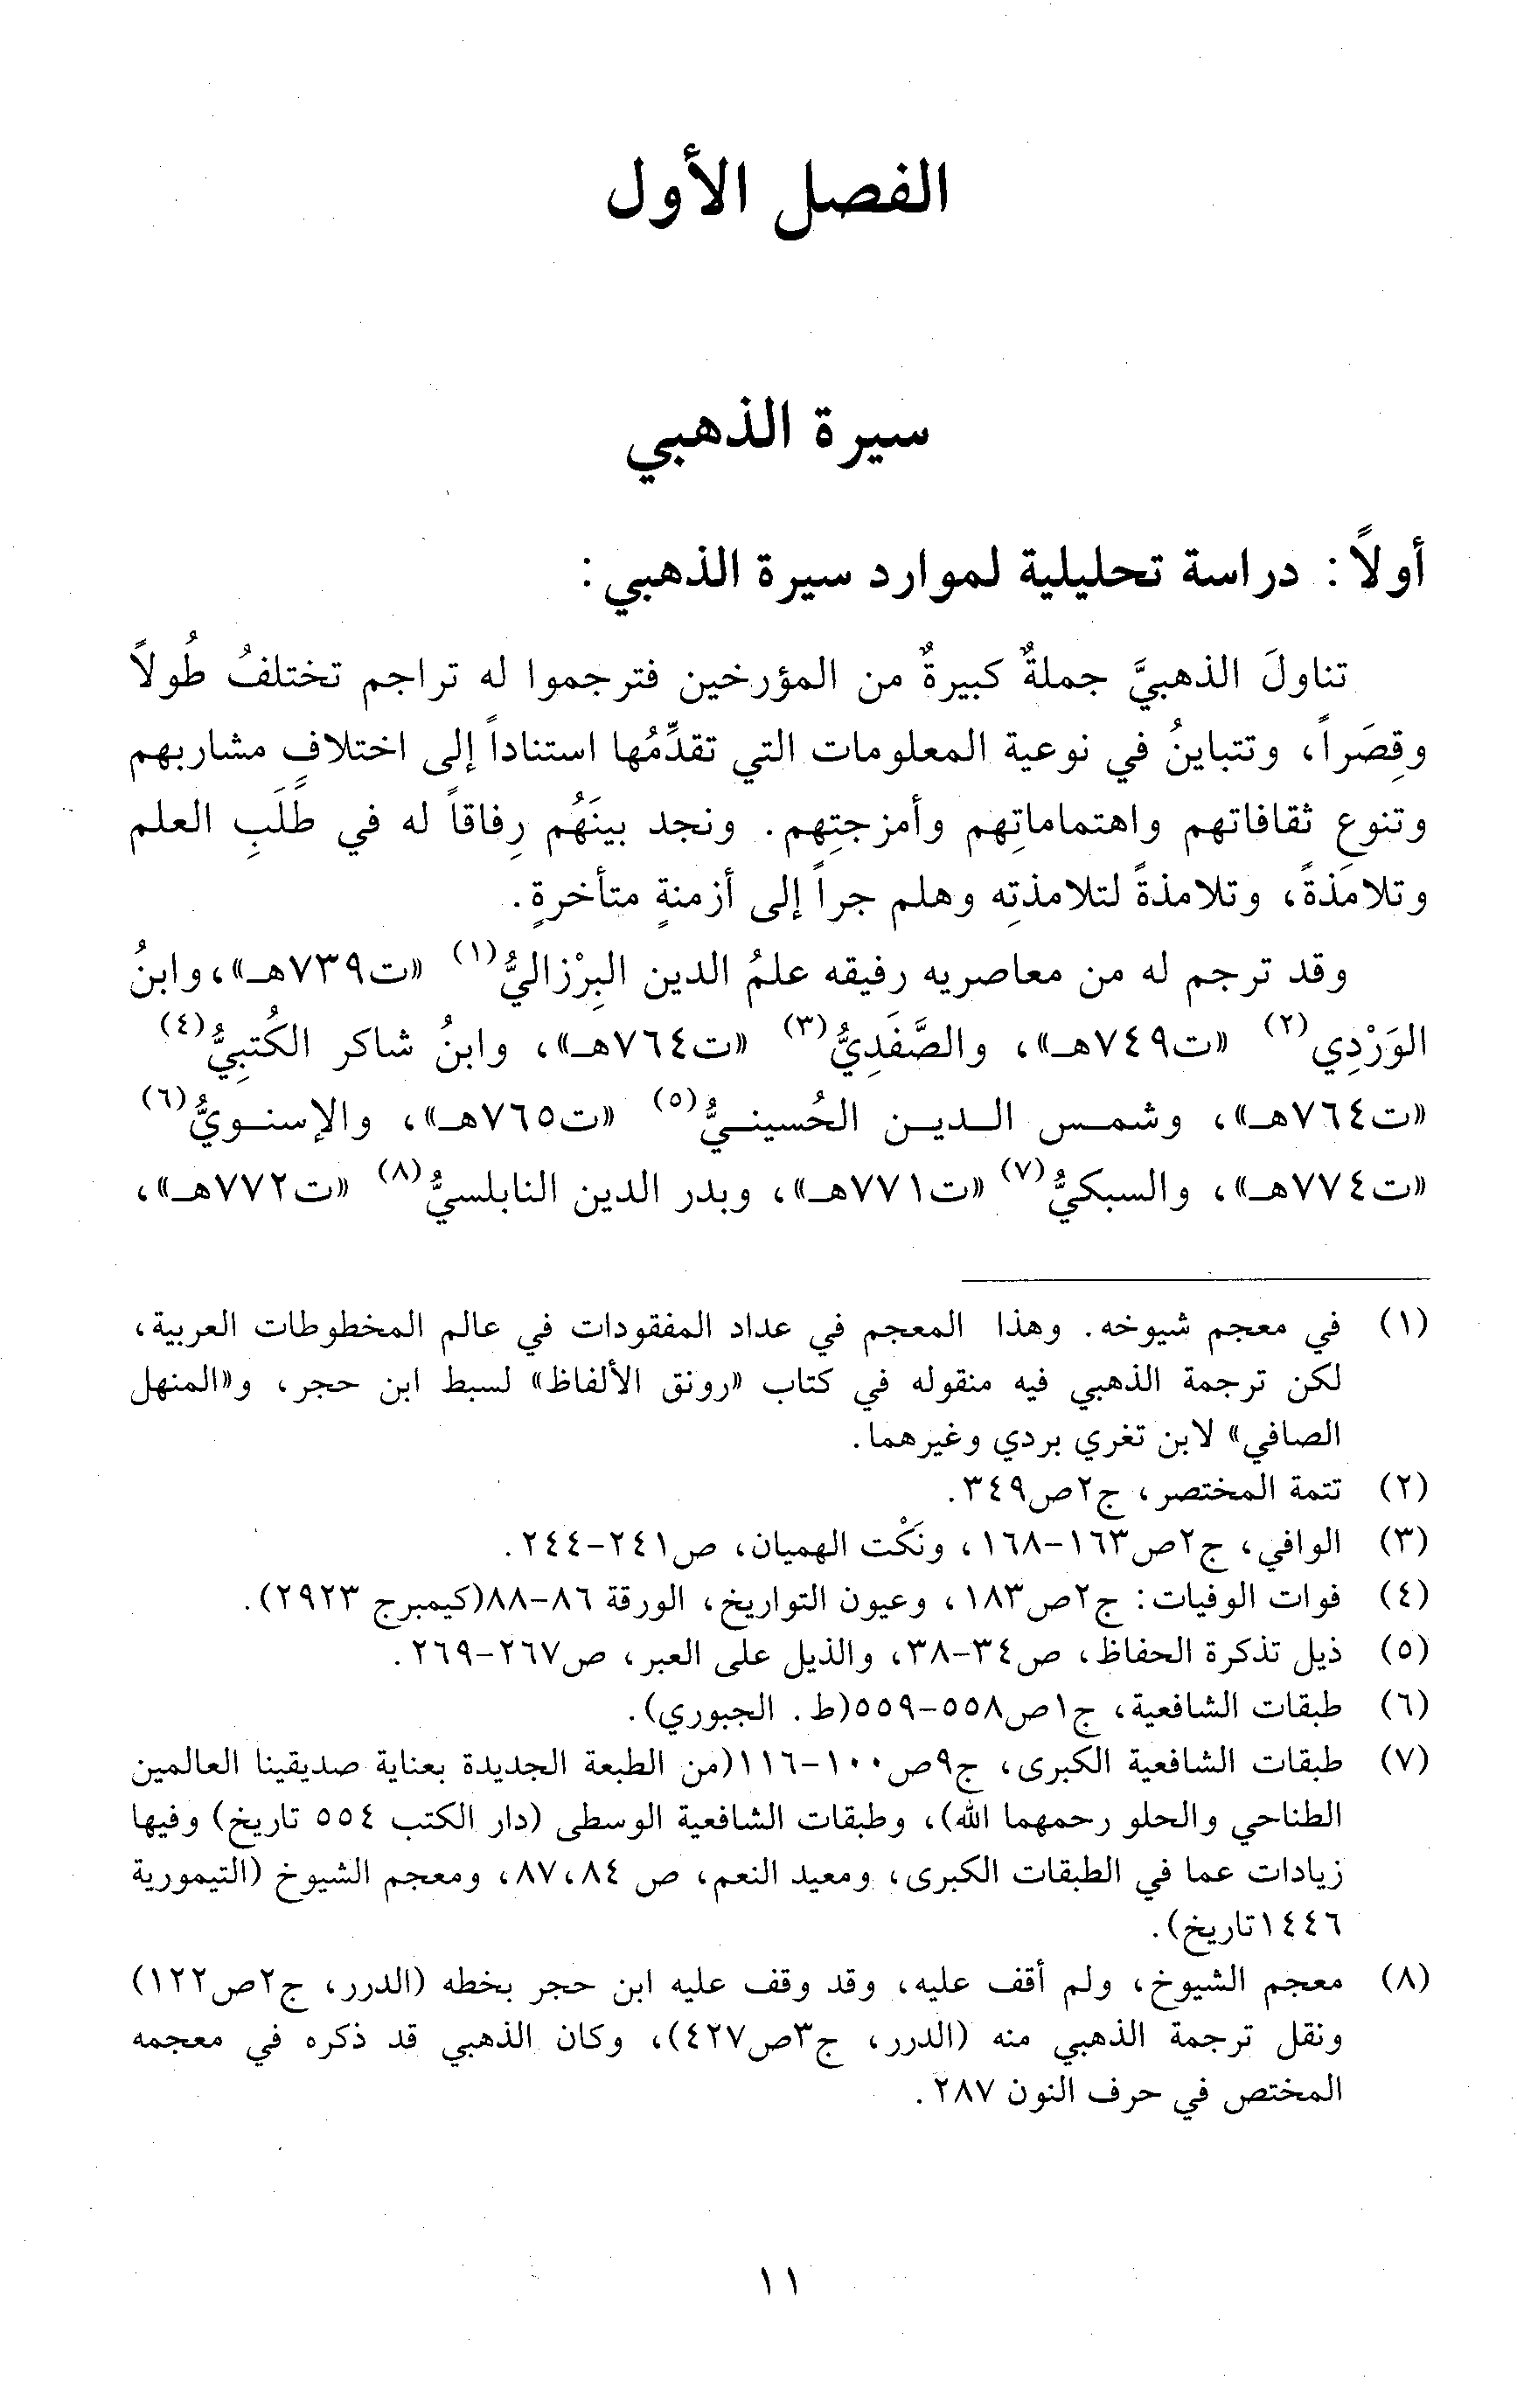 الفصل الأول
سيرة الذهبي
أولاً: دراسة تحليلية لموارد سيرة الذهبي:
تناولَ الذهبيَّ جملةٌ كبيرةٌ من المؤرخين فترجموا له تراجم تختلفُ طُولاً
وقِصَراً، وتتباينُ في نوعية المعلومات التي تقدِّمُها استناداً إلى اختلافِ مشاربهم
وتنوع ثقافاتهم واهتماماتِهم وأمزجتِهم. ونجد بينَهُم رِفاقاً له في طَلَبِ العلم
وتلامَذةً، وتلامذةً لتلامذتِه وهلم جراً إلى أزمنةٍ متأخرةٍ.
وقد ترجم له من معاصريه رفيقه علمُ الدين البِرْزاليُّ(١) «ت٧٣٩هـ»، وابنُ
الوَرْدِي(٢) «ت٧٤٩هـ»، والصَّفَدِيُّ(٣) «ت٧٦٤هـ»، وابنُ شاكر الكُتبِيُّ(٤)
«ت٧٦٤هـ»، وشمس الدين الحُسينيُّ(٥) «ت٧٦٥هـ»، والإسنويُّ(٦)
«ت٧٧٤هـ»، والسبكيُّ(٧) «ت٧٧١هـ»، وبدر الدين النابلسيُّ(٨) «ت٧٧٢هـ»،
(١) في معجم شيوخه. وهذا المعجم في عداد المفقودات في عالم المخطوطات العربية،
لكن ترجمة الذهبي فيه منقوله في كتاب «رونق الألفاظ» لسبط ابن حجر، و«المنهل
الصافي» لابن تغري بردي وغيرهما.
(٢) تتمة المختصر، ج٢ص٣٤٩.
(٣) الوافي، ج٢ص١٦٣-١٦٨، ونَكْت الهميان، ص٢٤١-٢٤٤.
(٤) فوات الوفيات: ج٢ص١٨٣، وعيون التواريخ، الورقة ٨٦-٨٨(كيمبرج ٢٩٢٣).
(٥) ذيل تذكرة الحفاظ، ص٣٤-٣٨، والذيل على العبر، ص٢٦٧-٢٦٩.
(٦) طبقات الشافعية، ج١ص٥٥٨-٥٥٩(ط. الجبوري).
(٧) طبقات الشافعية الكبرى، ج٩ص١٠٠-١١٦(من الطبعة الجديدة بعناية صديقينا العالمين
الطناحي والحلو رحمهما الله)، وطبقات الشافعية الوسطى (دار الكتب ٥٥٤ تاريخ) وفيها
زيادات عما في الطبقات الكبرى، ومعيد النعم، ص ٨٤،٨٧، ومعجم الشيوخ (التيمورية
١٤٤٦تاريخ).
(٨) معجم الشيوخ، ولم أقف عليه، وقد وقف عليه ابن حجر بخطه (الدرر، ج٢ص١٢٢)
ونقل ترجمة الذهبي منه (الدرر، ج٣ص٤٢٧)، وكان الذهبي قد ذكره في معجمه
المختص في حرف النون ٢٨٧.
١١